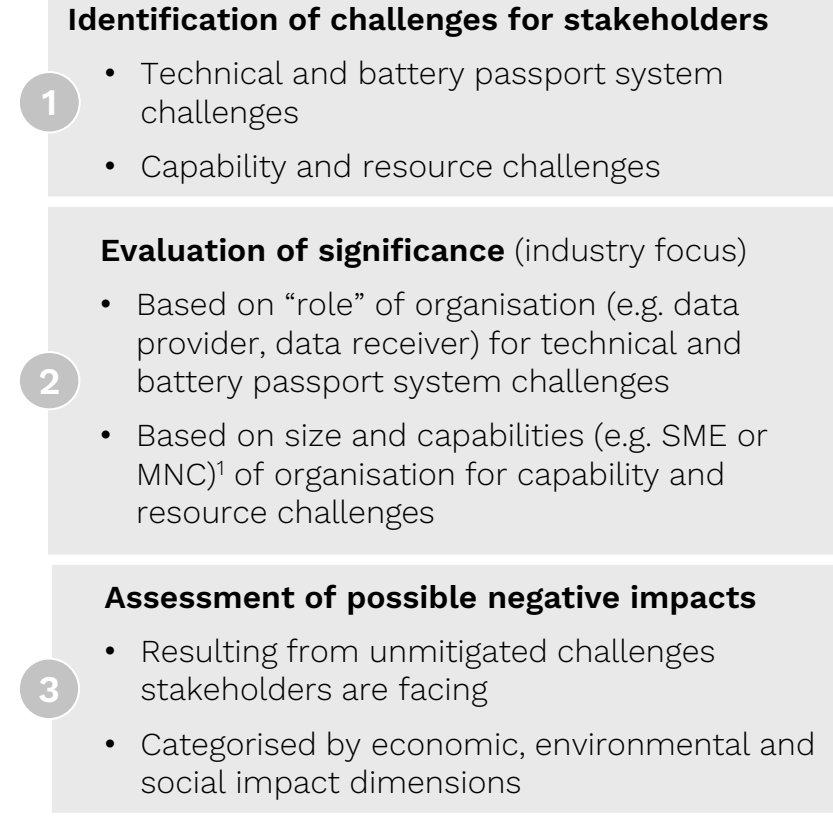 Identification of challenges for stakeholders
1
• Technical and battery passport system
challenges
• Capability and resource challenges
Evaluation of significance (industry focus)
2
• Based on “role” of organisation (e.g. data
provider, data receiver) for technical and
battery passport system challenges
• Based on size and capabilities (e.g. SME or
MNC)¹ of organisation for capability and
resource challenges
Assessment of possible negative impacts
3
• Resulting from unmitigated challenges
stakeholders are facing
• Categorised by economic, environmental and
social impact dimensions